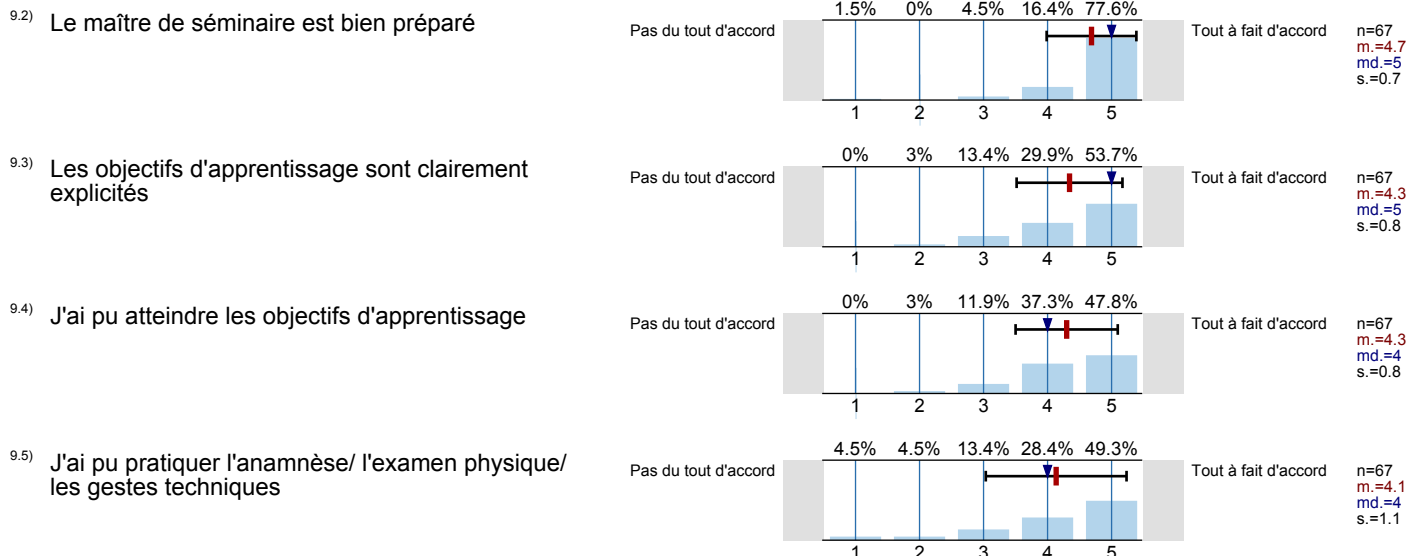 9.2) Le maître de séminaire est bien préparé
Pas du tout d'accord
1.5% 0% 4.5% 16.4% 77.6%
1 2 3 4 5
Tout à fait d'accord
n=67
m.=4.7
md.=5
s.=0.7
9.3) Les objectifs d'apprentissage sont clairement
explicités
Pas du tout d'accord
0% 3% 13.4% 29.9% 53.7%
1 2 3 4 5
Tout à fait d'accord
n=67
m.=4.3
md.=5
s.=0.8
9.4) J'ai pu atteindre les objectifs d'apprentissage
Pas du tout d'accord
0% 3% 11.9% 37.3% 47.8%
1 2 3 4 5
Tout à fait d'accord
n=67
m.=4.3
md.=4
s.=0.8
9.5) J'ai pu pratiquer l'anamnèse/ l'examen physique/
les gestes techniques
Pas du tout d'accord
4.5% 4.5% 13.4% 28.4% 49.3%
1 2 3 4 5
Tout à fait d'accord
n=67
m.=4.1
md.=4
s.=1.1